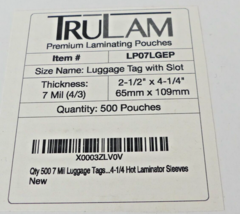 TRULAM
Premium Laminating Pouches
Item # LP07LGEP
Size Name: Luggage Tag with Slot
Thickness: 2-1/2" x 4-1/4"
7 Mil (4/3) 65mm x 109mm
Quantity: 500 Pouches
X0003ZLV0V
Qty 500 7 Mil Luggage Tags...4-1/4 Hot Laminator Sleeves
New